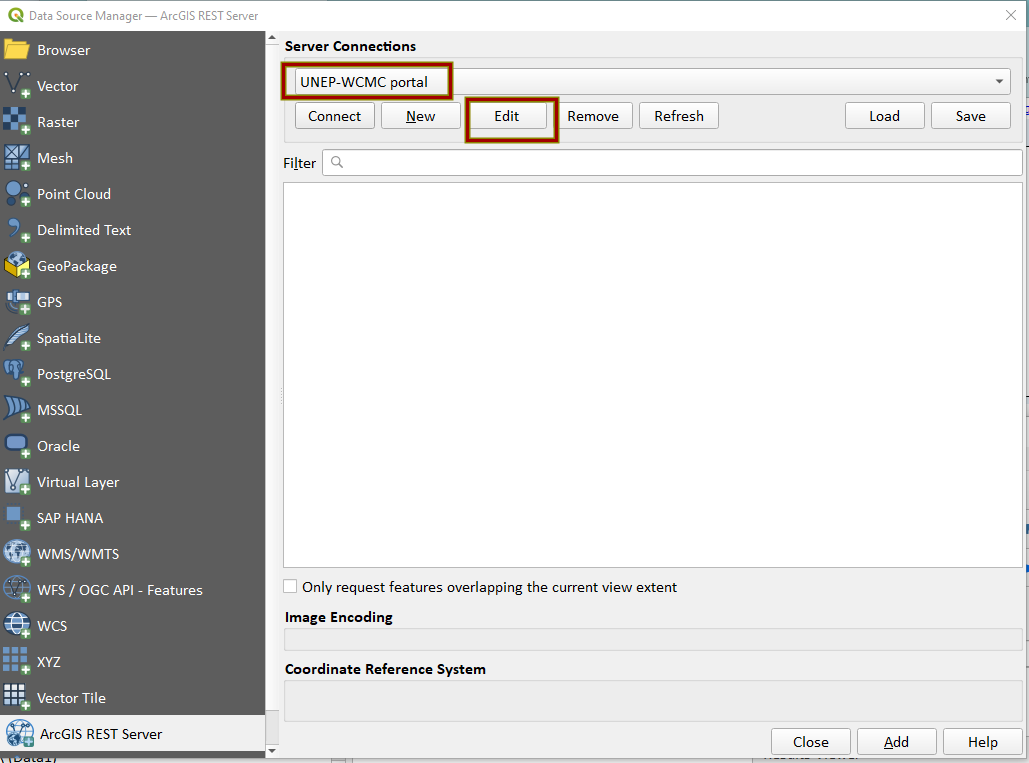 Data Source Manager — ArcGIS REST Server
Browser
Vector
Raster
Mesh
Point Cloud
Delimited Text
GeoPackage
GPS
SpatiaLite
PostgreSQL
MSSQL
Oracle
Virtual Layer
SAP HANA
WMS/WMTS
WFS / OGC API - Features
WCS
XYZ
Vector Tile
ArcGIS REST Server
Server Connections
UNEP-WCMC portal
Connect New Edit Remove Refresh Load Save
Filter
Only request features overlapping the current view extent
Image Encoding
Coordinate Reference System
Close Add Help